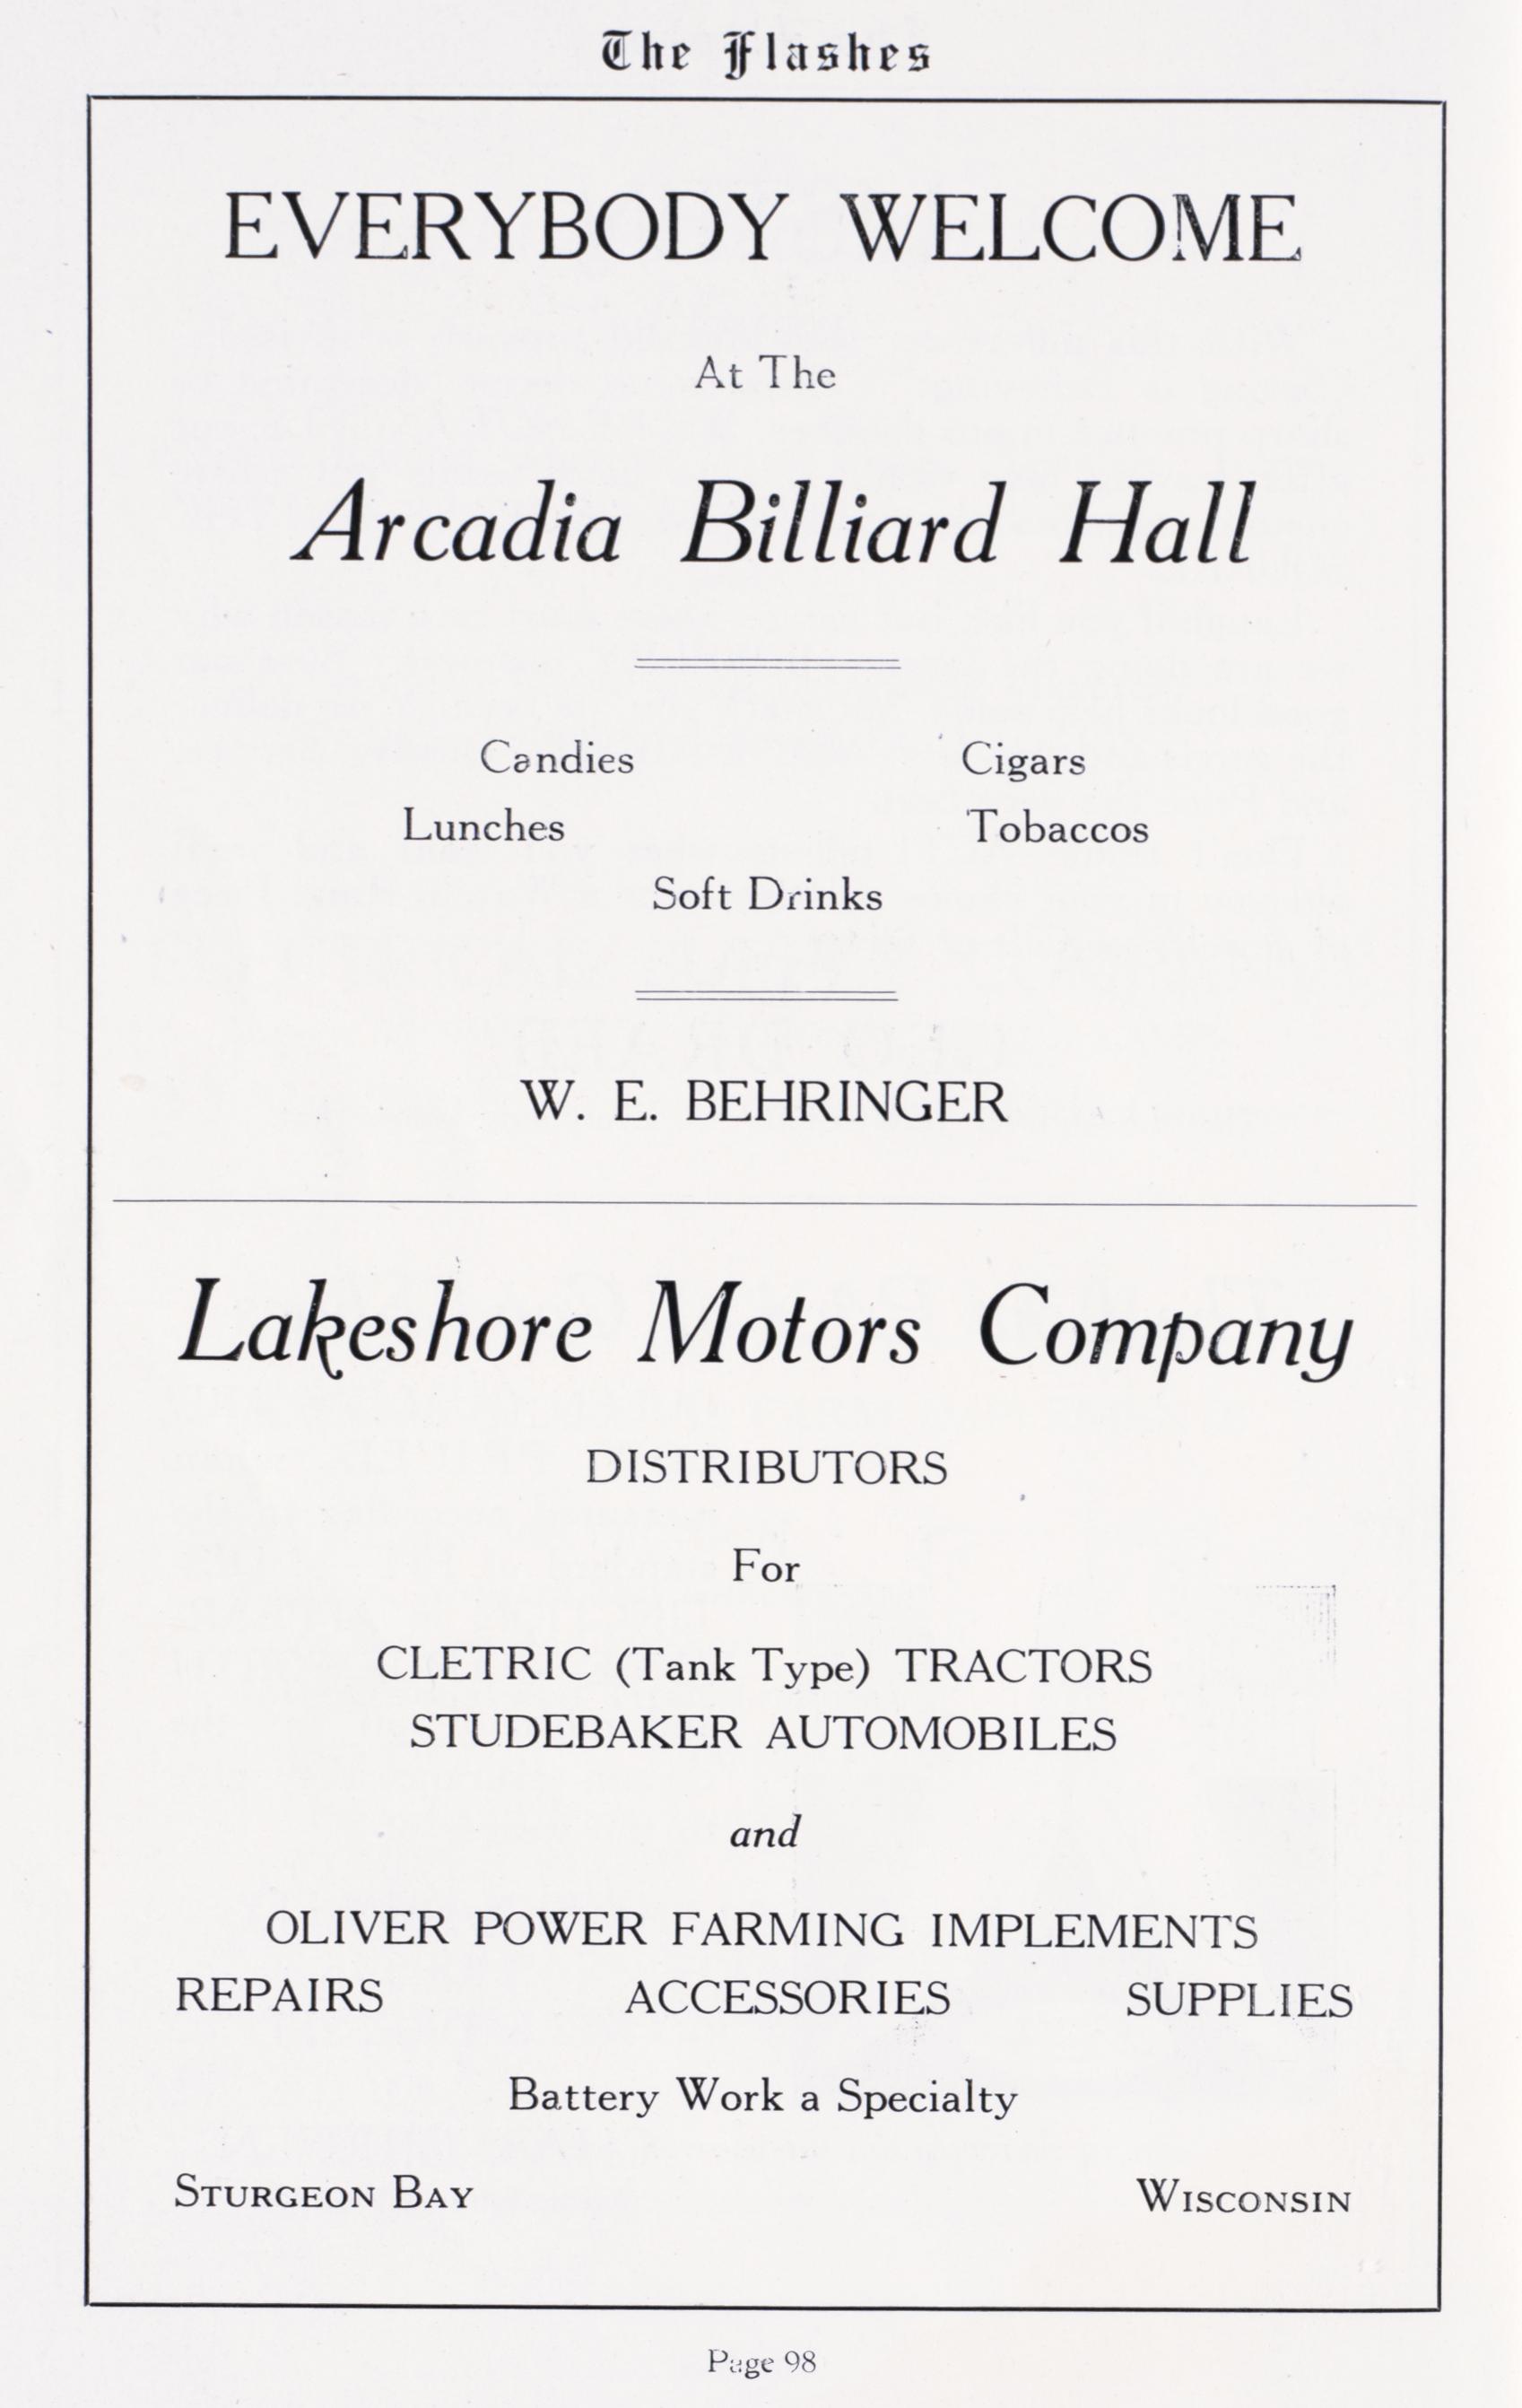 The Flashes
EVERYBODY WELCOME
At The
Arcadia Billiard Hall
Candies Cigars
Lunches Tobaccos
Soft Drinks
W. E. BEHRINGER
Lakeshore Motors Company
DISTRIBUTORS
For
CLETRIC (Tank Type) TRACTORS
STUDEBAKER AUTOMOBILES
and
OLIVER POWER FARMING IMPLEMENTS
REPAIRS ACCESSORIES SUPPLIES
Battery Work a Specialty
STURGEON BAY WISCONSIN
Page 98